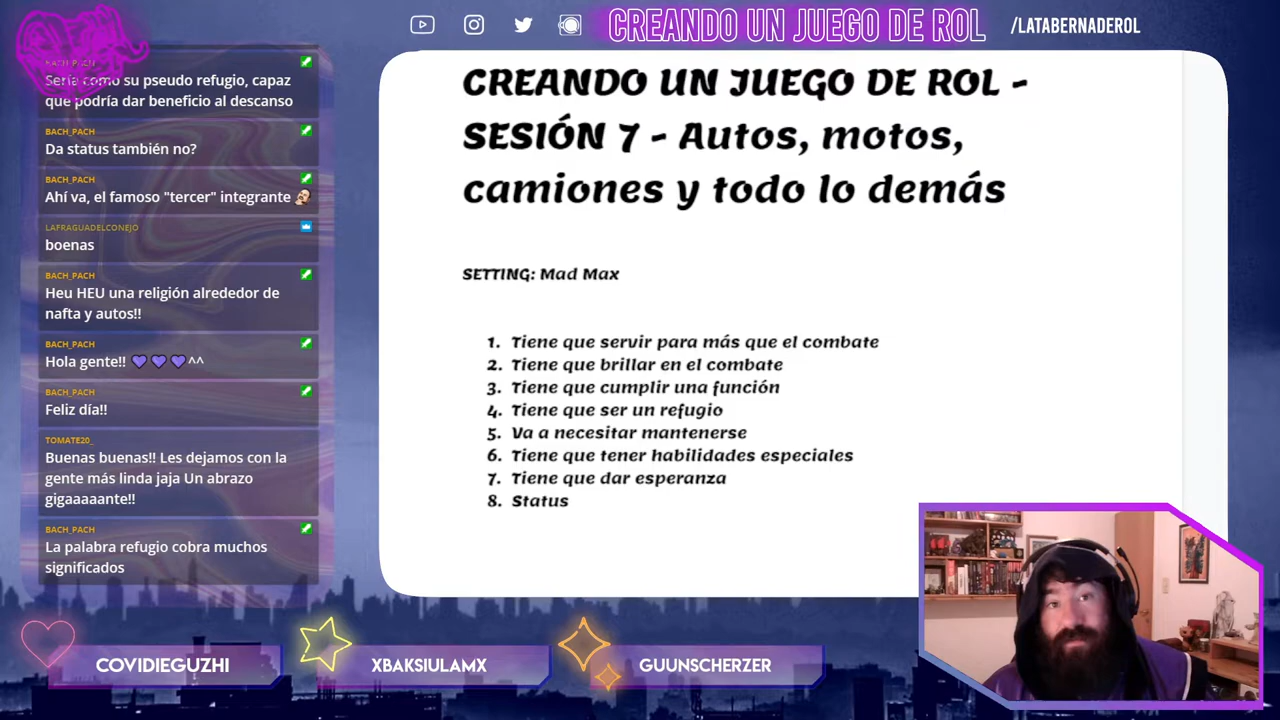 CREANDO UN JUEGO DE ROL
/LATABERNADEROL
BACH_PACH
Sería como su pseudo refugio, capaz
que podría dar beneficio al descanso
BACH_PACH
Da status también no?
BACH_PACH
Ahí va, el famoso "tercer" integrante
LAFRAGUADELCONEJO
boenas
BACH_PACH
Heu HEU una religión alrededor de
nafta y autos!!
BACH_PACH
Hola gente!! 💜 💜 💜^^
BACH_PACH
Feliz día!!
TOMATE20_
Buenas buenas!! Les dejamos con la
gente más linda jaja Un abrazo
gigaaaaante!!
BACH_PACH
La palabra refugio cobra muchos
significados
CREANDO UN JUEGO DE ROL -
SESIÓN 7 - Autos, motos,
camiones y todo lo demás
SETTING: Mad Max
1. Tiene que servir para más que el combate
2. Tiene que brillar en el combate
3. Tiene que cumplir una función
4. Tiene que ser un refugio
5. Va a necesitar mantenerse
6. Tiene que tener habilidades especiales
7. Tiene que dar esperanza
8. Status
COVIDIEGUZHI
XBAKSIULAMX
GUUNSCHERZER